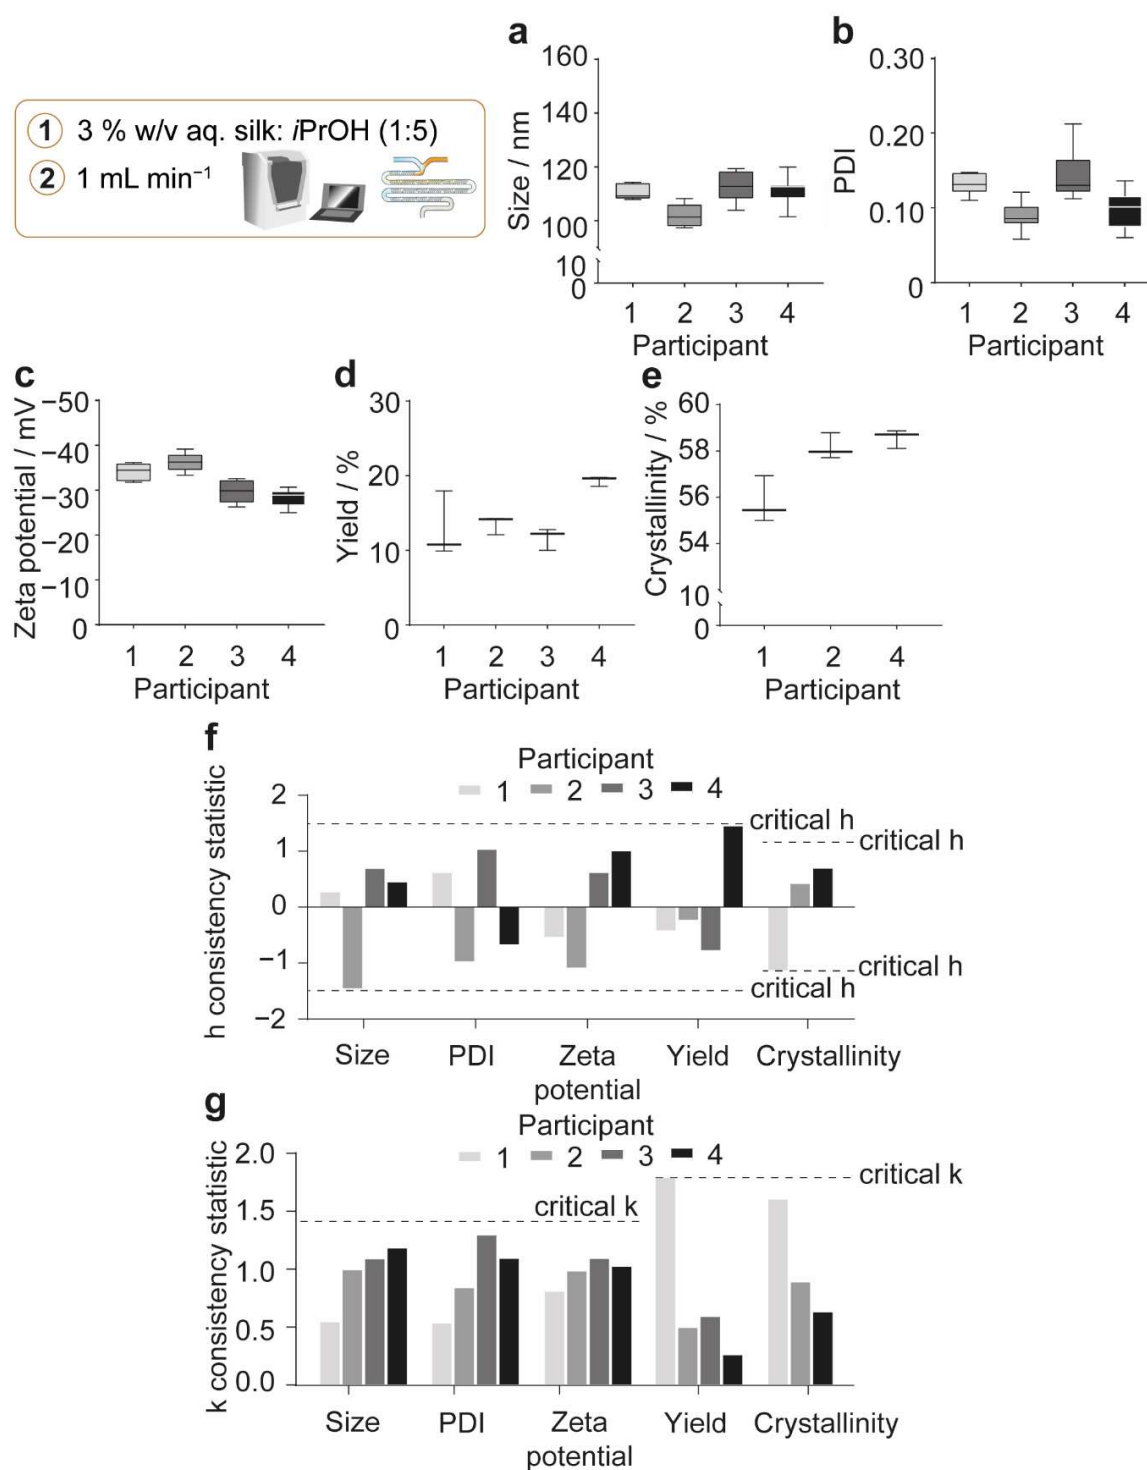 1 3 % w/v aq. silk: iPrOH (1:5)
2 1 mL min⁻¹
a
160
140
120
100
10
0
Size / nm
1 2 3 4
Participant
b
0.30
0.20
0.10
0
PDI
1 2 3 4
Participant
c
−50
−40
−30
−20
−10
0
Zeta potential / mV
1 2 3 4
Participant
d
30
20
10
0
Yield / %
1 2 3 4
Participant
e
60
58
56
54
10
0
Crystallinity / %
1 2 4
Participant
f
Participant
1 2 3 4
h consistency statistic
2
1
0
−1
−2
critical h
critical h
critical h
critical h
Size PDI Zeta potential Yield Crystallinity
g
Participant
1 2 3 4
k consistency statistic
2.0
1.5
1.0
0.5
0.0
critical k
critical k
Size PDI Zeta potential Yield Crystallinity